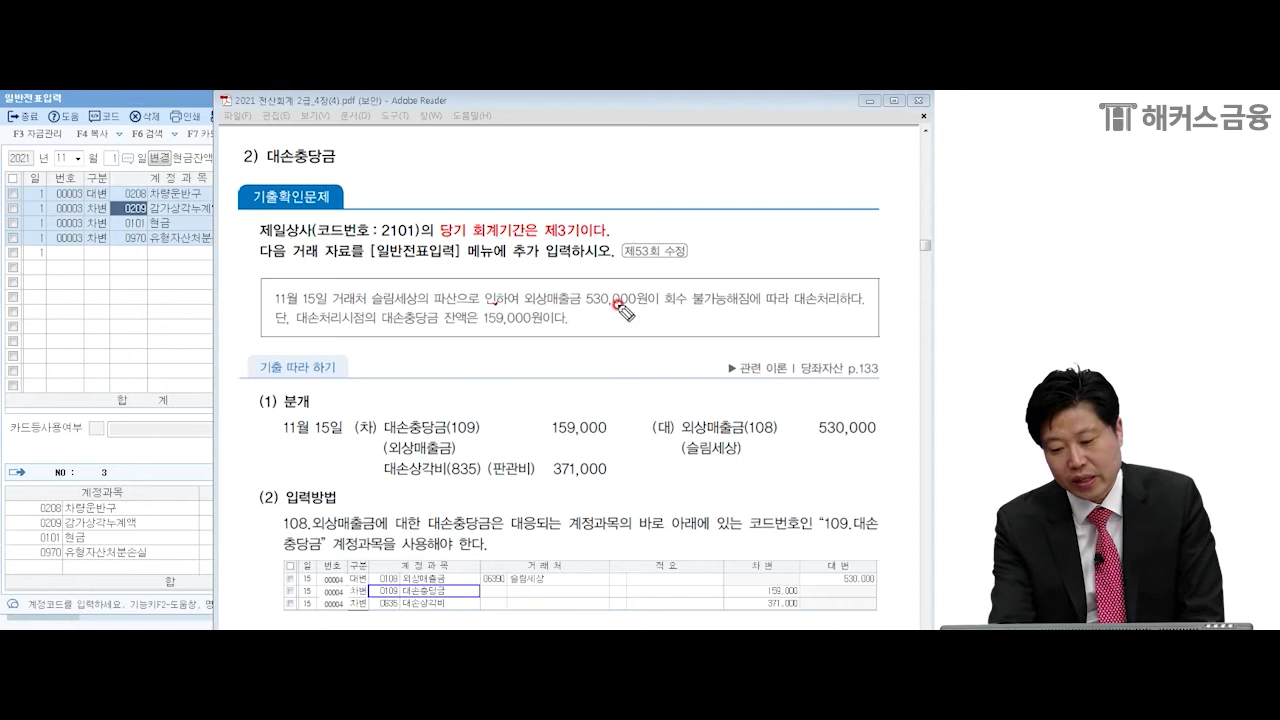 일반전표입력
종료 도움 코드 삭제 인쇄
F3 자금관리 F4 복사 F6 검색 F7 카
2021 년 11 월 1 일 변경 현금잔액
일 번호 구분 계 정 과 목
1 00003 대변 0208 차량운반구
1 00003 차변 0209 감가상각누계
1 00003 차변 0101 현금
1 00003 차변 0970 유형자산처분
1
합 계
카드등사용여부
NO : 3
계정과목
0208 차량운반구
0209 감가상각누계액
0101 현금
0970 유형자산처분손실
합
계정코드를 입력하세요. 기능키F2-도움창,
2021 전산회계 2급_4장(4).pdf (보안) - Adobe Reader
파일(F) 편집(E) 보기(V) 문서(D) 도구(T) 창(W) 도움말(H)
2) 대손충당금
기출확인문제
제일상사(코드번호 : 2101)의 당기 회계기간은 제3기이다.
다음 거래 자료를 [일반전표입력] 메뉴에 추가 입력하시오. 제53회 수정
11월 15일 거래처 슬림세상의 파산으로 인하여 외상매출금 530,000원이 회수 불가능해짐에 따라 대손처리하다.
단, 대손처리시점의 대손충당금 잔액은 159,000원이다.
기출 따라 하기
▶ 관련 이론 | 당좌자산 p.133
(1) 분개
11월 15일 (차) 대손충당금(109) 159,000 (대) 외상매출금(108) 530,000
(외상매출금) (슬림세상)
대손상각비(835) (판관비) 371,000
(2) 입력방법
108.외상매출금에 대한 대손충당금은 대응되는 계정과목의 바로 아래에 있는 코드번호인 “109.대손
충당금” 계정과목을 사용해야 한다.
일 번호 구분 계 정 과 목 거 래 처 적 요 차 변 대 변
15 00004 대변 0108 외상매출금 06390 슬림세상 530,000
15 00004 차변 0109 대손충당금 159,000
15 00004 차변 0835 대손상각비 371,000
해커스금융